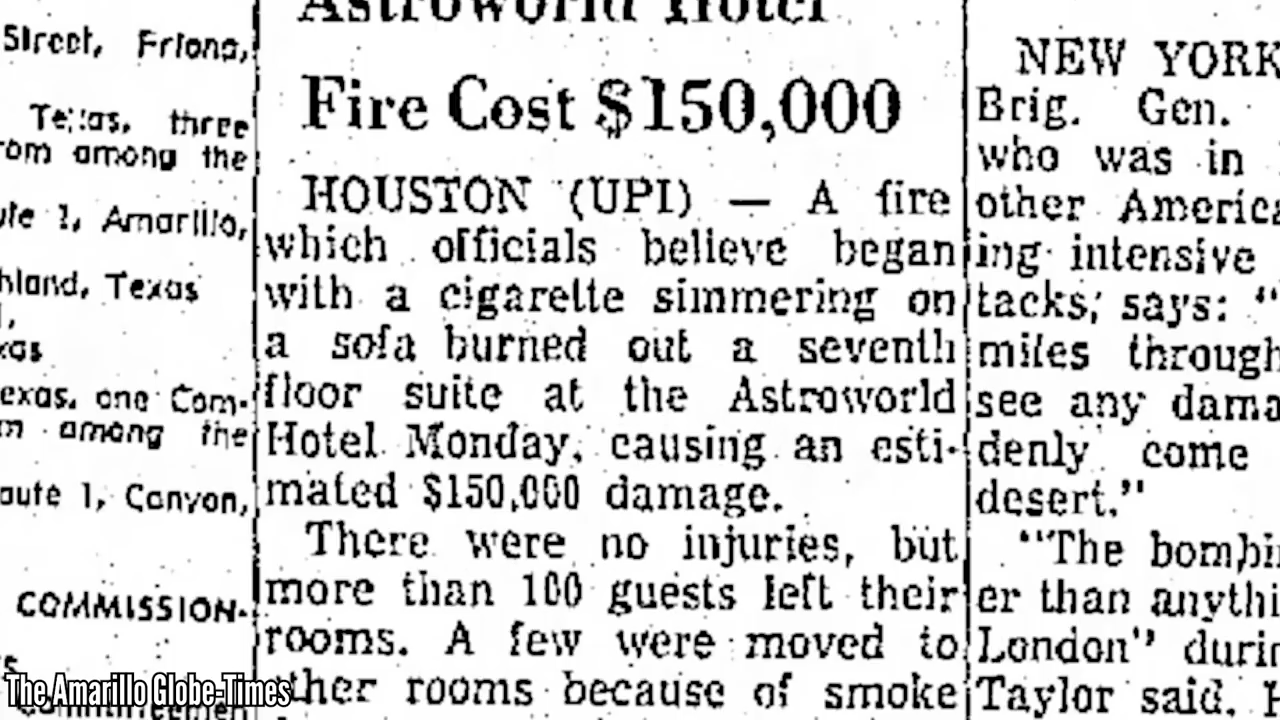 Street, Friona,
Texas, three
rom among the
ute 1, Amarillo,
hland, Texas
xas
exas, one Com-
m among the
oute 1, Canyon,
COMMISSION-
Astroworld Hotel
Fire Cost $150,000
HOUSTON (UPI) — A fire
which officials believe began
with a cigarette simmering on
a sofa burned out a seventh
floor suite at the Astroworld
Hotel Monday, causing an esti-
mated $150,000 damage.
There were no injuries, but
more than 100 guests left their
rooms. A few were moved to
ther rooms because of smoke
NEW YORK
Brig. Gen.
who was in
other America
ing intensive
tacks, says: "
miles through
see any dama
denly come
desert."
"The bombin
er than anythi
London" durin
Taylor said.
The Amarillo Globe-Times